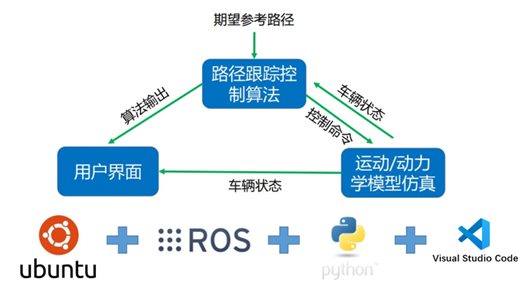 期望参考路径
路径跟踪控
制算法
算法输出
车辆状态
控制命令
用户界面
车辆状态
运动/动力
学模型仿真
ubuntu
ROS
python™
Visual Studio Code